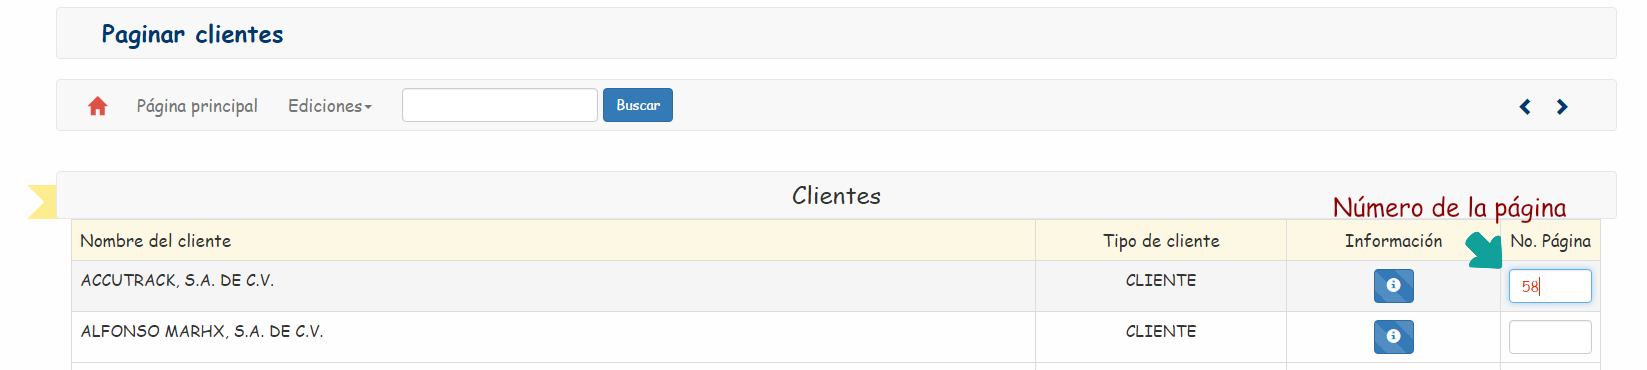 Paginar clientes
Página principal Ediciones Buscar
Clientes
Número de la página
Nombre del cliente Tipo de cliente Información No. Página
ACCUTRACK, S.A. DE C.V. CLIENTE 58
ALFONSO MARHX, S.A. DE C.V. CLIENTE